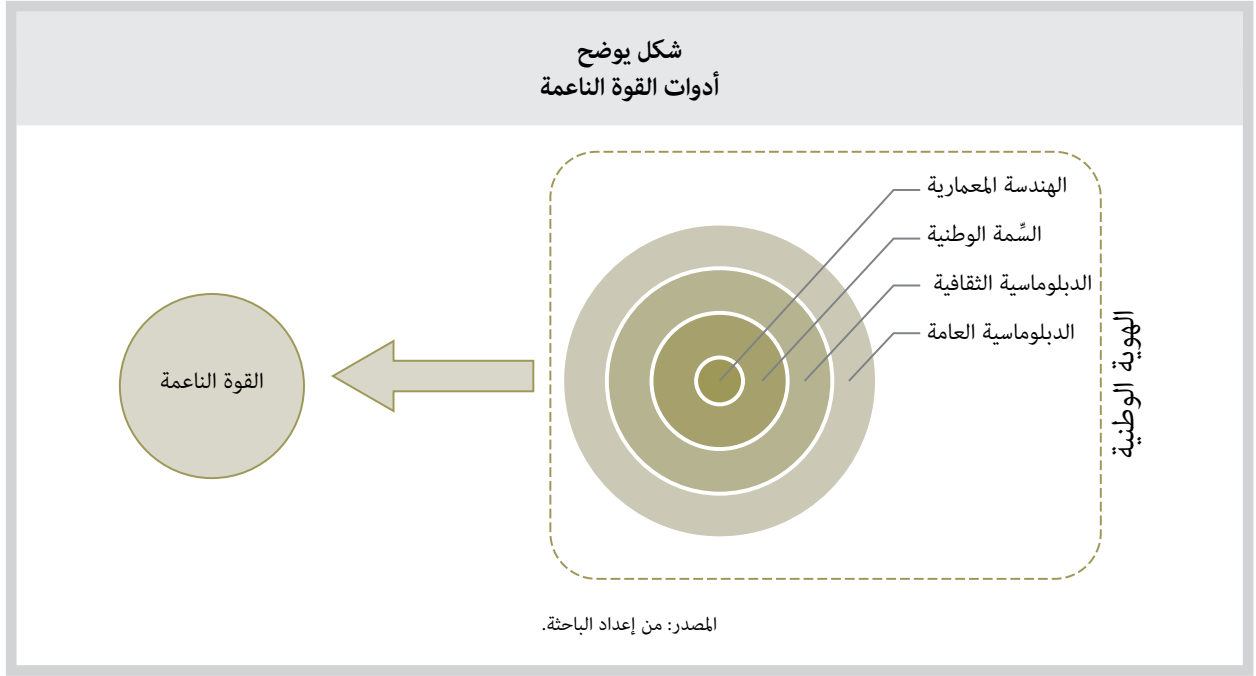 شكل يوضح
أدوات القوة الناعمة
الهندسة المعمارية
السِّمة الوطنية
الدبلوماسية الثقافية
الدبلوماسية العامة
الهوية الوطنية
القوة الناعمة
المصدر: من إعداد الباحثة.